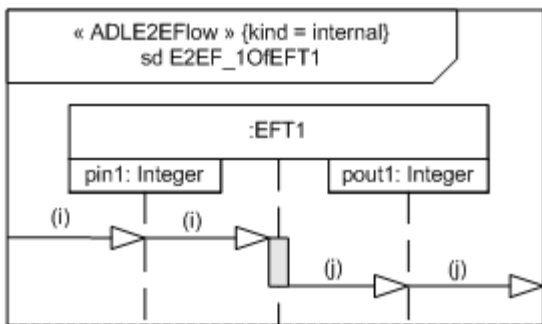 « ADLE2EFlow » {kind = internal}
sd E2EF_1OfEFT1
:EFT1
pin1: Integer
pout1: Integer
(i)
(i)
(j)
(j)